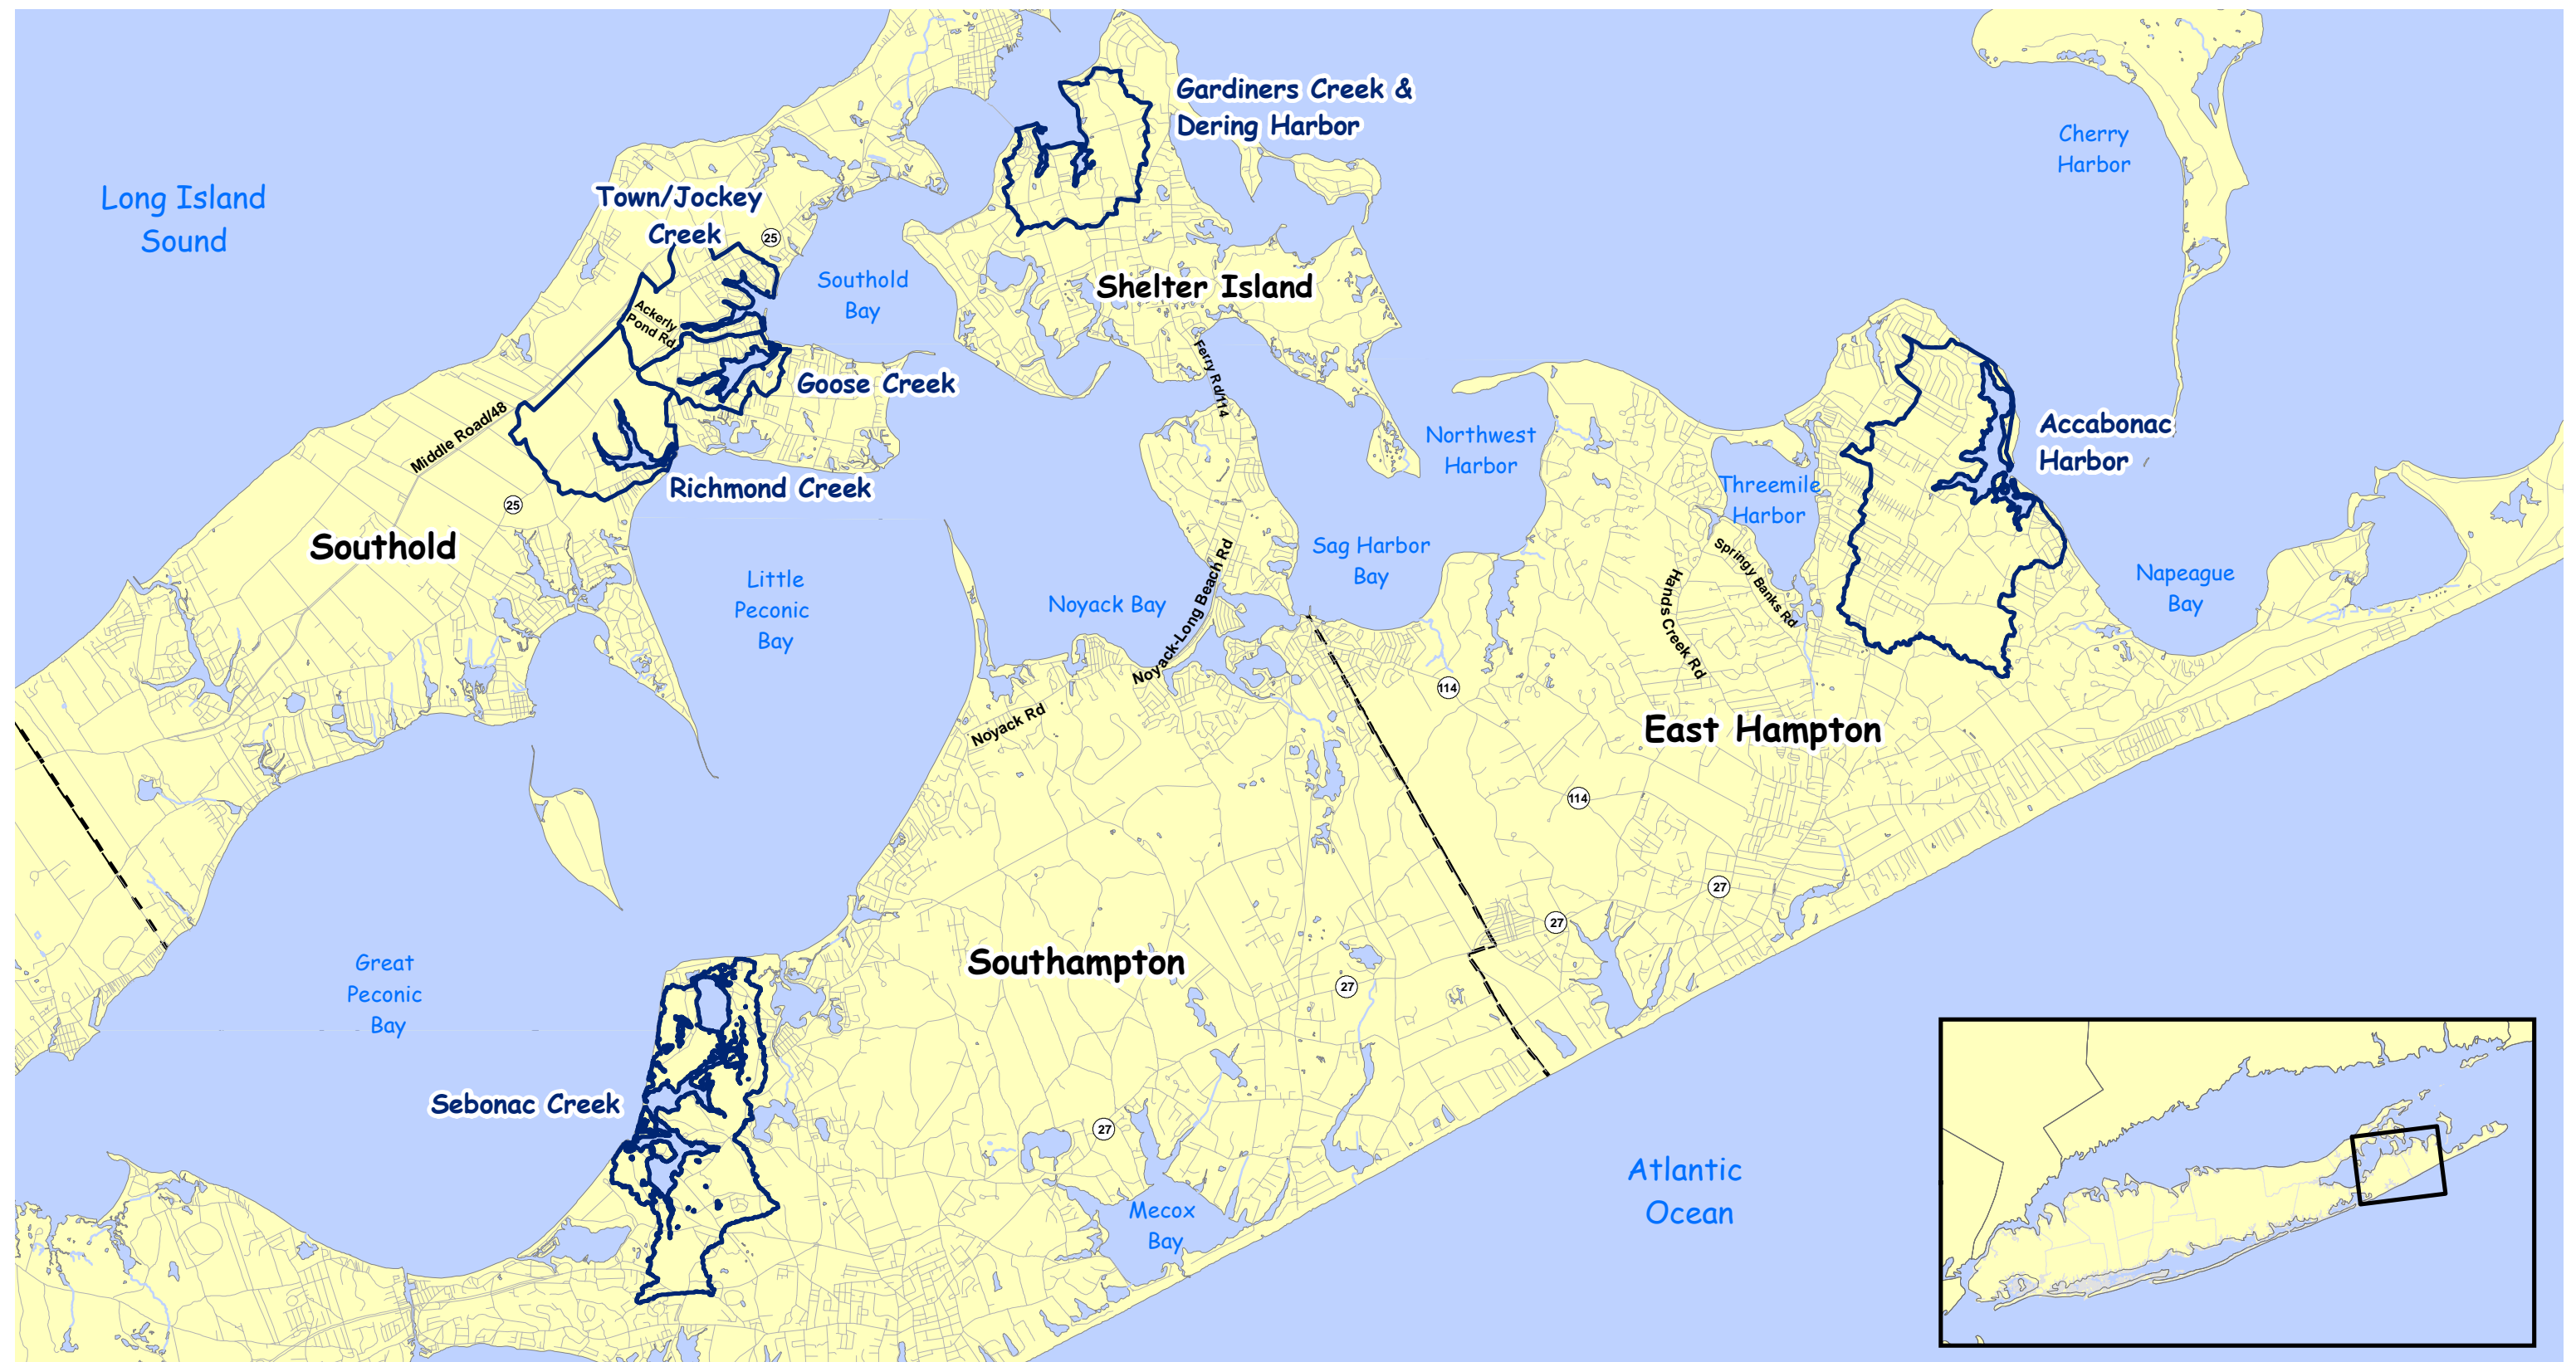 Gardiners Creek &
Dering Harbor
Cherry
Harbor
Long Island
Sound
Town/Jockey
Creek
25
Southold
Bay
Shelter Island
Ackerly
Pond Rd
Ferry Rd/114
Goose Creek
Middle Road/48
Northwest
Harbor
Accabonac
Harbor
Richmond Creek
25
Threemile
Harbor
Southold
Sag Harbor
Bay
Springy Banks Rd
Hands Creek Rd
Napeague
Bay
Little
Peconic
Bay
Noyack Bay
Noyack-Long Beach Rd
114
Noyack Rd
East Hampton
114
27
27
Great
Peconic
Bay
Southampton
27
Sebonac Creek
27
Atlantic
Ocean
Mecox
Bay